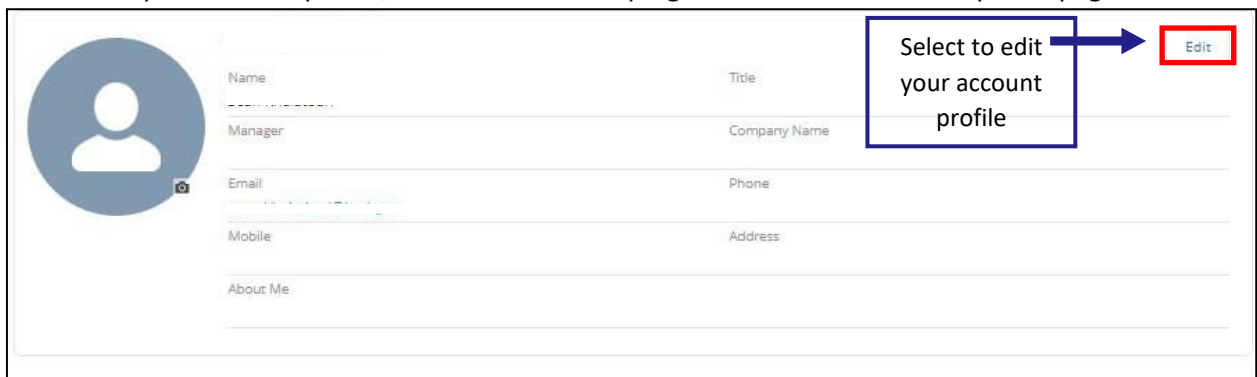 Select to edit
your account
profile
Edit
Name
Title
Manager
Company Name
Email
Phone
Mobile
Address
About Me